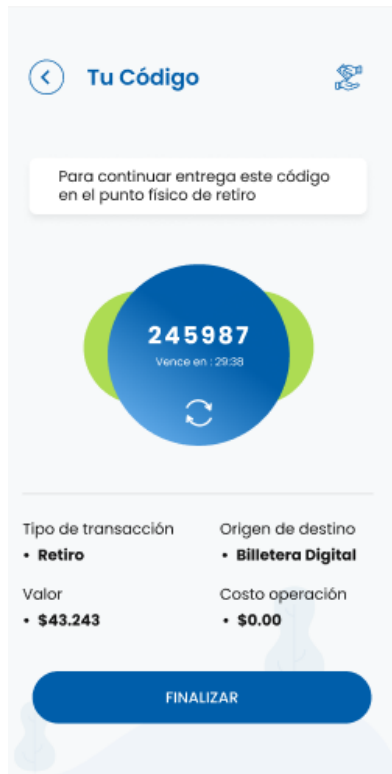 Tu Código
Para continuar entrega este código
en el punto físico de retiro
245987
Vence en : 29:38
Tipo de transacción
• Retiro
Origen de destino
• Billetera Digital
Valor
• $43.243
Costo operación
• $0.00
FINALIZAR